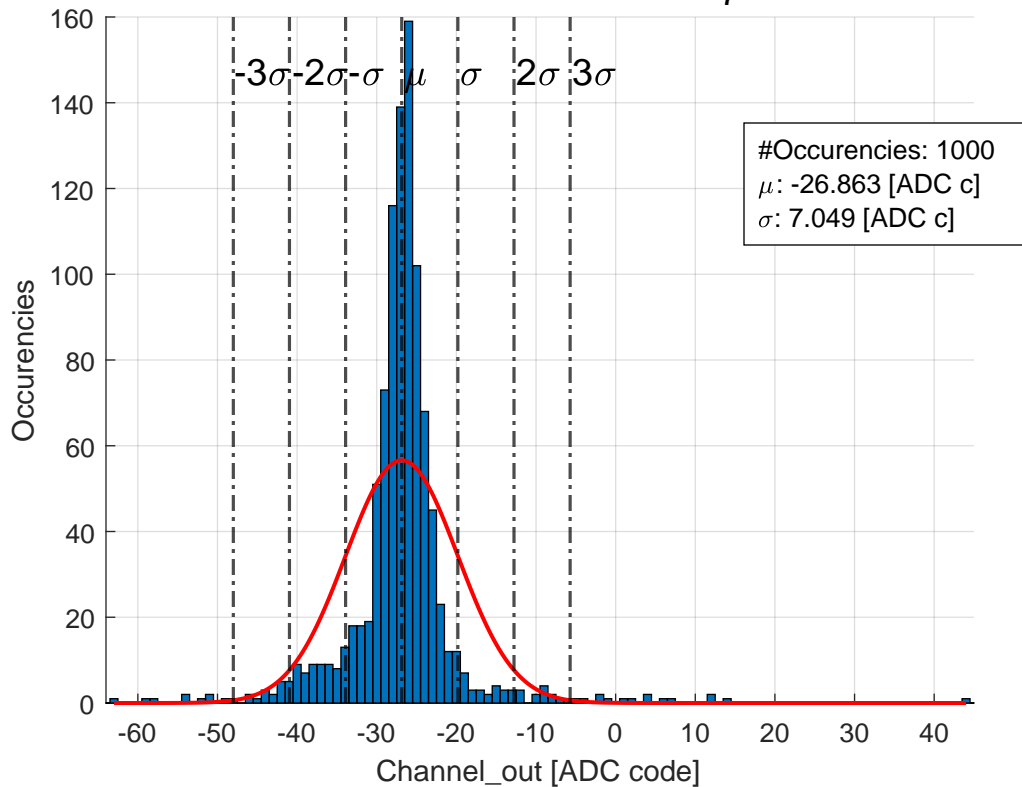 160
140
120
100
80
60
40
20
0
-3σ -2σ -σ μ σ 2σ 3σ
#Occurencies: 1000
μ: -26.863 [ADC c]
σ: 7.049 [ADC c]
Occurencies
-60 -50 -40 -30 -20 -10 0 10 20 30 40
Channel_out [ADC code]